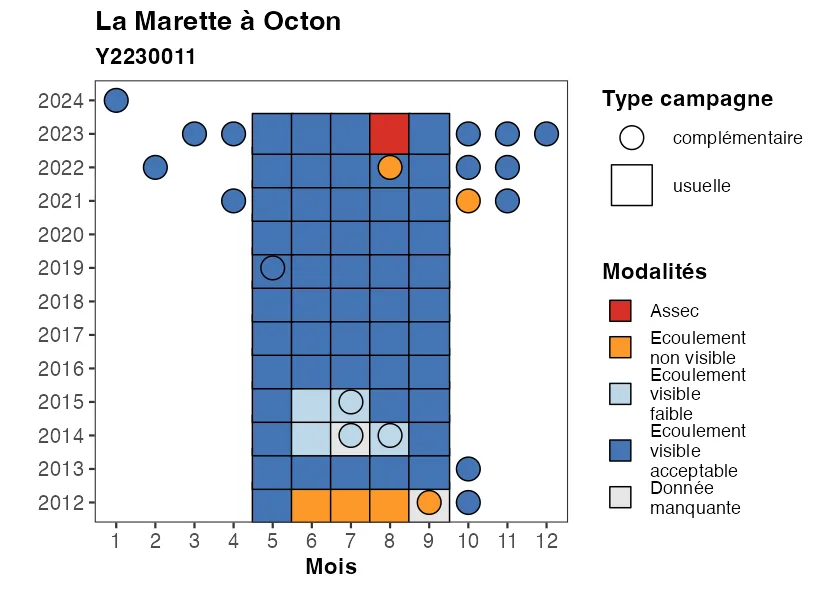 La Marette à Octon
Y2230011
2024
2023
2022
2021
2020
2019
2018
2017
2016
2015
2014
2013
2012
1 2 3 4 5 6 7 8 9 10 11 12
Mois
Type campagne
complémentaire
usuelle
Modalités
Assec
Ecoulement
non visible
Ecoulement
visible
faible
Ecoulement
visible
acceptable
Donnée
manquante